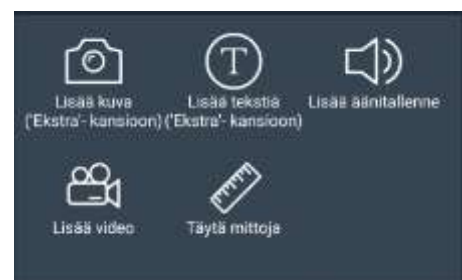 Lisää kuva
('Ekstra'- kansioon)
Lisää tekstiä
('Ekstra'- kansioon)
Lisää äänitallenne
Lisää video
Täytä mittoja